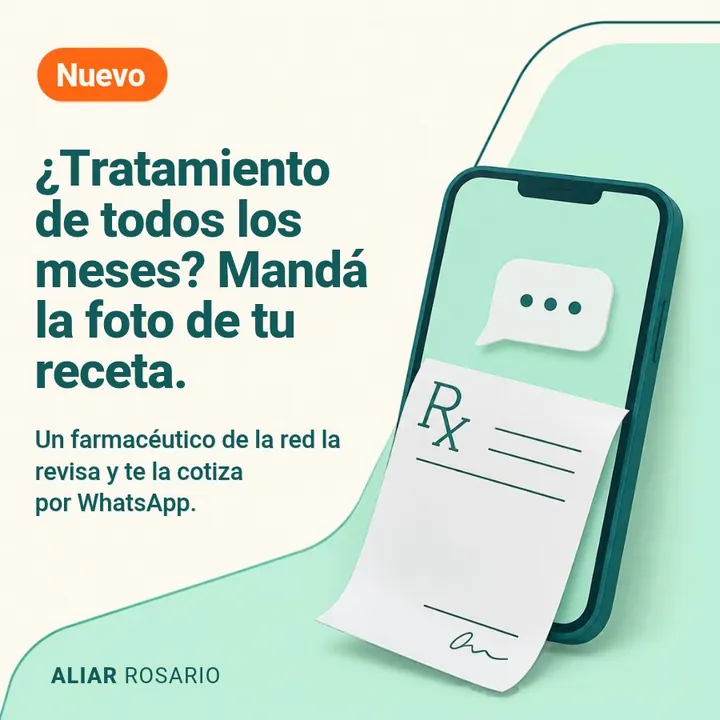 Nuevo
¿Tratamiento
de todos los
meses? Mandá
la foto de tu
receta.
Un farmacéutico de la red la
revisa y te la cotiza
por WhatsApp.
Rx
ALIAR ROSARIO